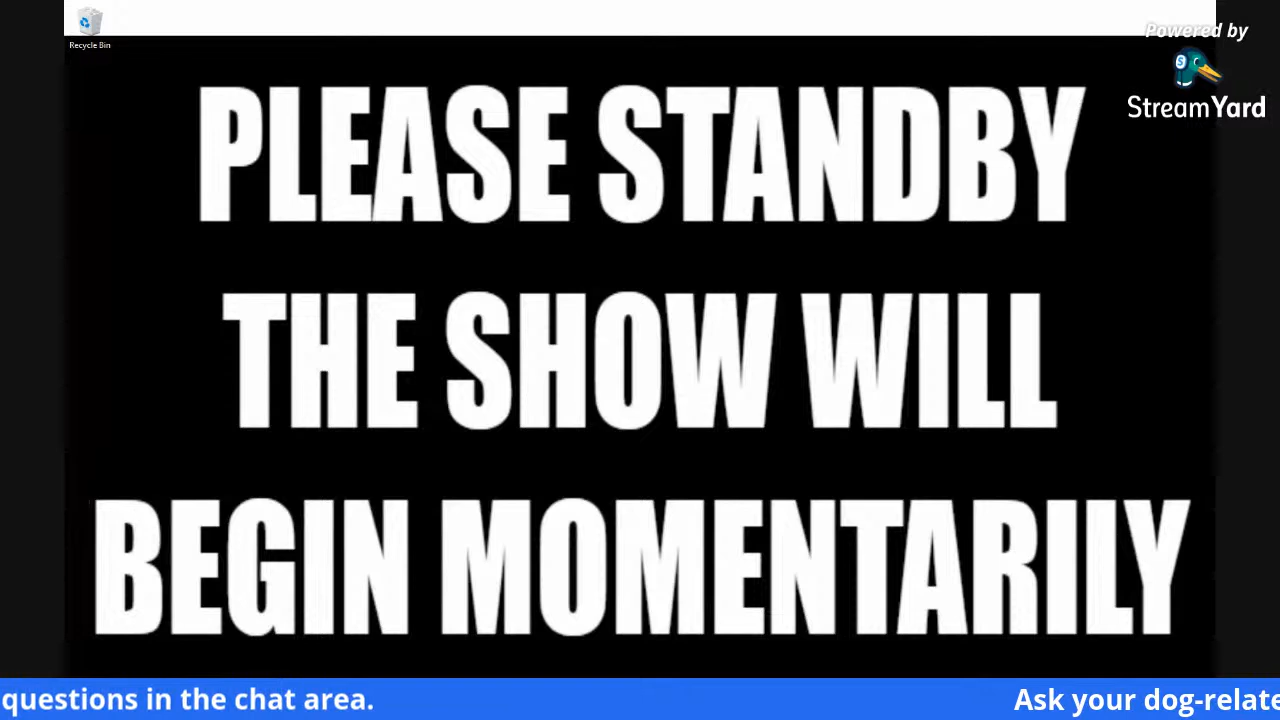 Recycle Bin
Powered by
StreamYard
PLEASE STANDBY
THE SHOW WILL
BEGIN MOMENTARILY
questions in the chat area. Ask your dog-relate